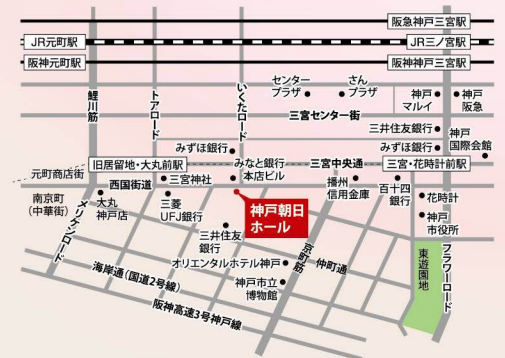 阪急神戸三宮駅
JR元町駅
JR三ノ宮駅
阪神元町駅
阪神神戸三宮駅
鯉川筋
トアロード
いくたロード
センター
プラザ
さん
プラザ
神戸
マルイ
神戸
阪急
三宮センター街
三井住友銀行
みずほ銀行
みずほ銀行
神戸
国際会館
旧居留地・大丸前駅
みなと銀行
本店ビル
三宮中央通
三宮・花時計前駅
元町商店街
西国街道
三宮神社
播州
信用金庫
百十四
銀行
花時計
南京町
(中華街)
大丸
神戸店
三菱
UFJ銀行
神戸朝日
ホール
神戸
市役所
メリケンロード
三井住友
銀行
京町筋
仲町通
東遊園地
フラワーロード
オリエンタルホテル神戸
海岸通(国道2号線)
神戸市立
博物館
阪神高速3号神戸線